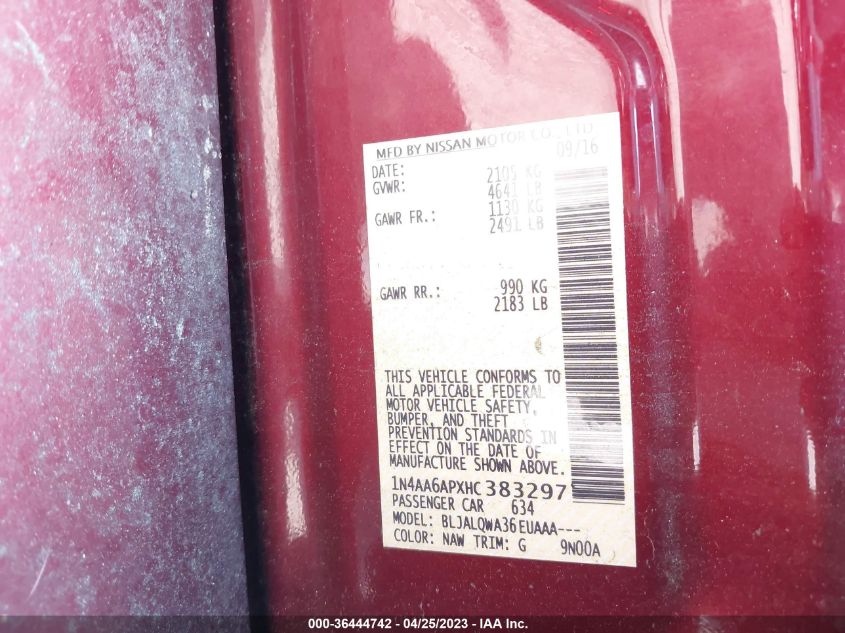 MFD BY NISSAN MOTOR CO., LTD.
DATE: 09/16
GVWR: 2105 KG
4641 LB
GAWR FR.: 1130 KG
2491 LB
GAWR RR.: 990 KG
2183 LB
THIS VEHICLE CONFORMS TO
ALL APPLICABLE FEDERAL
MOTOR VEHICLE SAFETY,
BUMPER, AND THEFT
PREVENTION STANDARDS IN
EFFECT ON THE DATE OF
MANUFACTURE SHOWN ABOVE.
1N4AA6APXHC383297
PASSENGER CAR 634
MODEL: BLJALQWA36EUAAA---
COLOR: NAW TRIM: G 9N00A
000-36444742 - 04/25/2023 - IAA Inc.